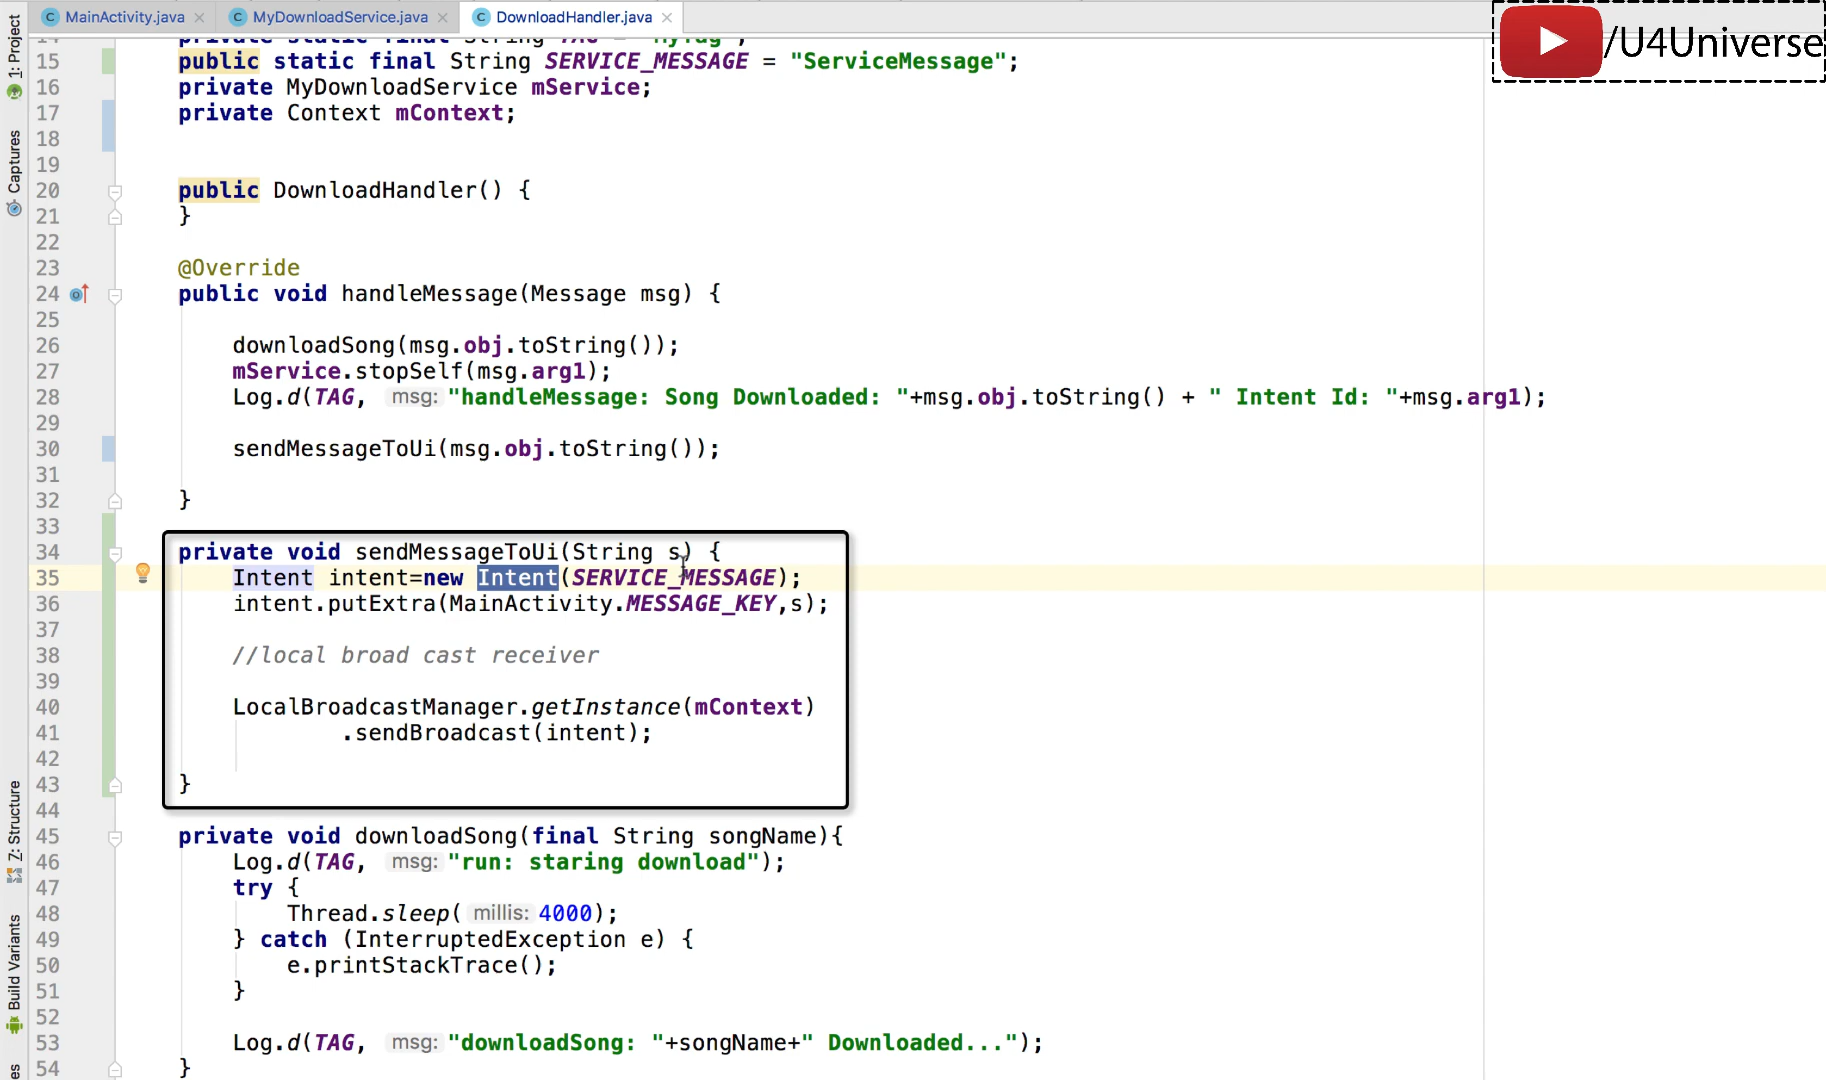 MainActivity.java
MyDownloadService.java
DownloadHandler.java
/U4Universe
1: Project
Captures
Z: Structure
Build Variants
14 private static final String TAG = "MyTag";
15 public static final String SERVICE_MESSAGE = "ServiceMessage";
16 private MyDownloadService mService;
17 private Context mContext;
18
19
20 public DownloadHandler() {
21 }
22
23 @Override
24 public void handleMessage(Message msg) {
25
26 downloadSong(msg.obj.toString());
27 mService.stopSelf(msg.arg1);
28 Log.d(TAG, msg: "handleMessage: Song Downloaded: "+msg.obj.toString() + " Intent Id: "+msg.arg1);
29
30 sendMessageToUi(msg.obj.toString());
31
32 }
33
34 private void sendMessageToUi(String s) {
35 Intent intent=new Intent(SERVICE_MESSAGE);
36 intent.putExtra(MainActivity.MESSAGE_KEY,s);
37
38 //local broad cast receiver
39
40 LocalBroadcastManager.getInstance(mContext)
41 .sendBroadcast(intent);
42
43 }
44
45 private void downloadSong(final String songName){
46 Log.d(TAG, msg: "run: staring download");
47 try {
48 Thread.sleep( millis: 4000);
49 } catch (InterruptedException e) {
50 e.printStackTrace();
51 }
52
53 Log.d(TAG, msg: "downloadSong: "+songName+" Downloaded...");
54 }